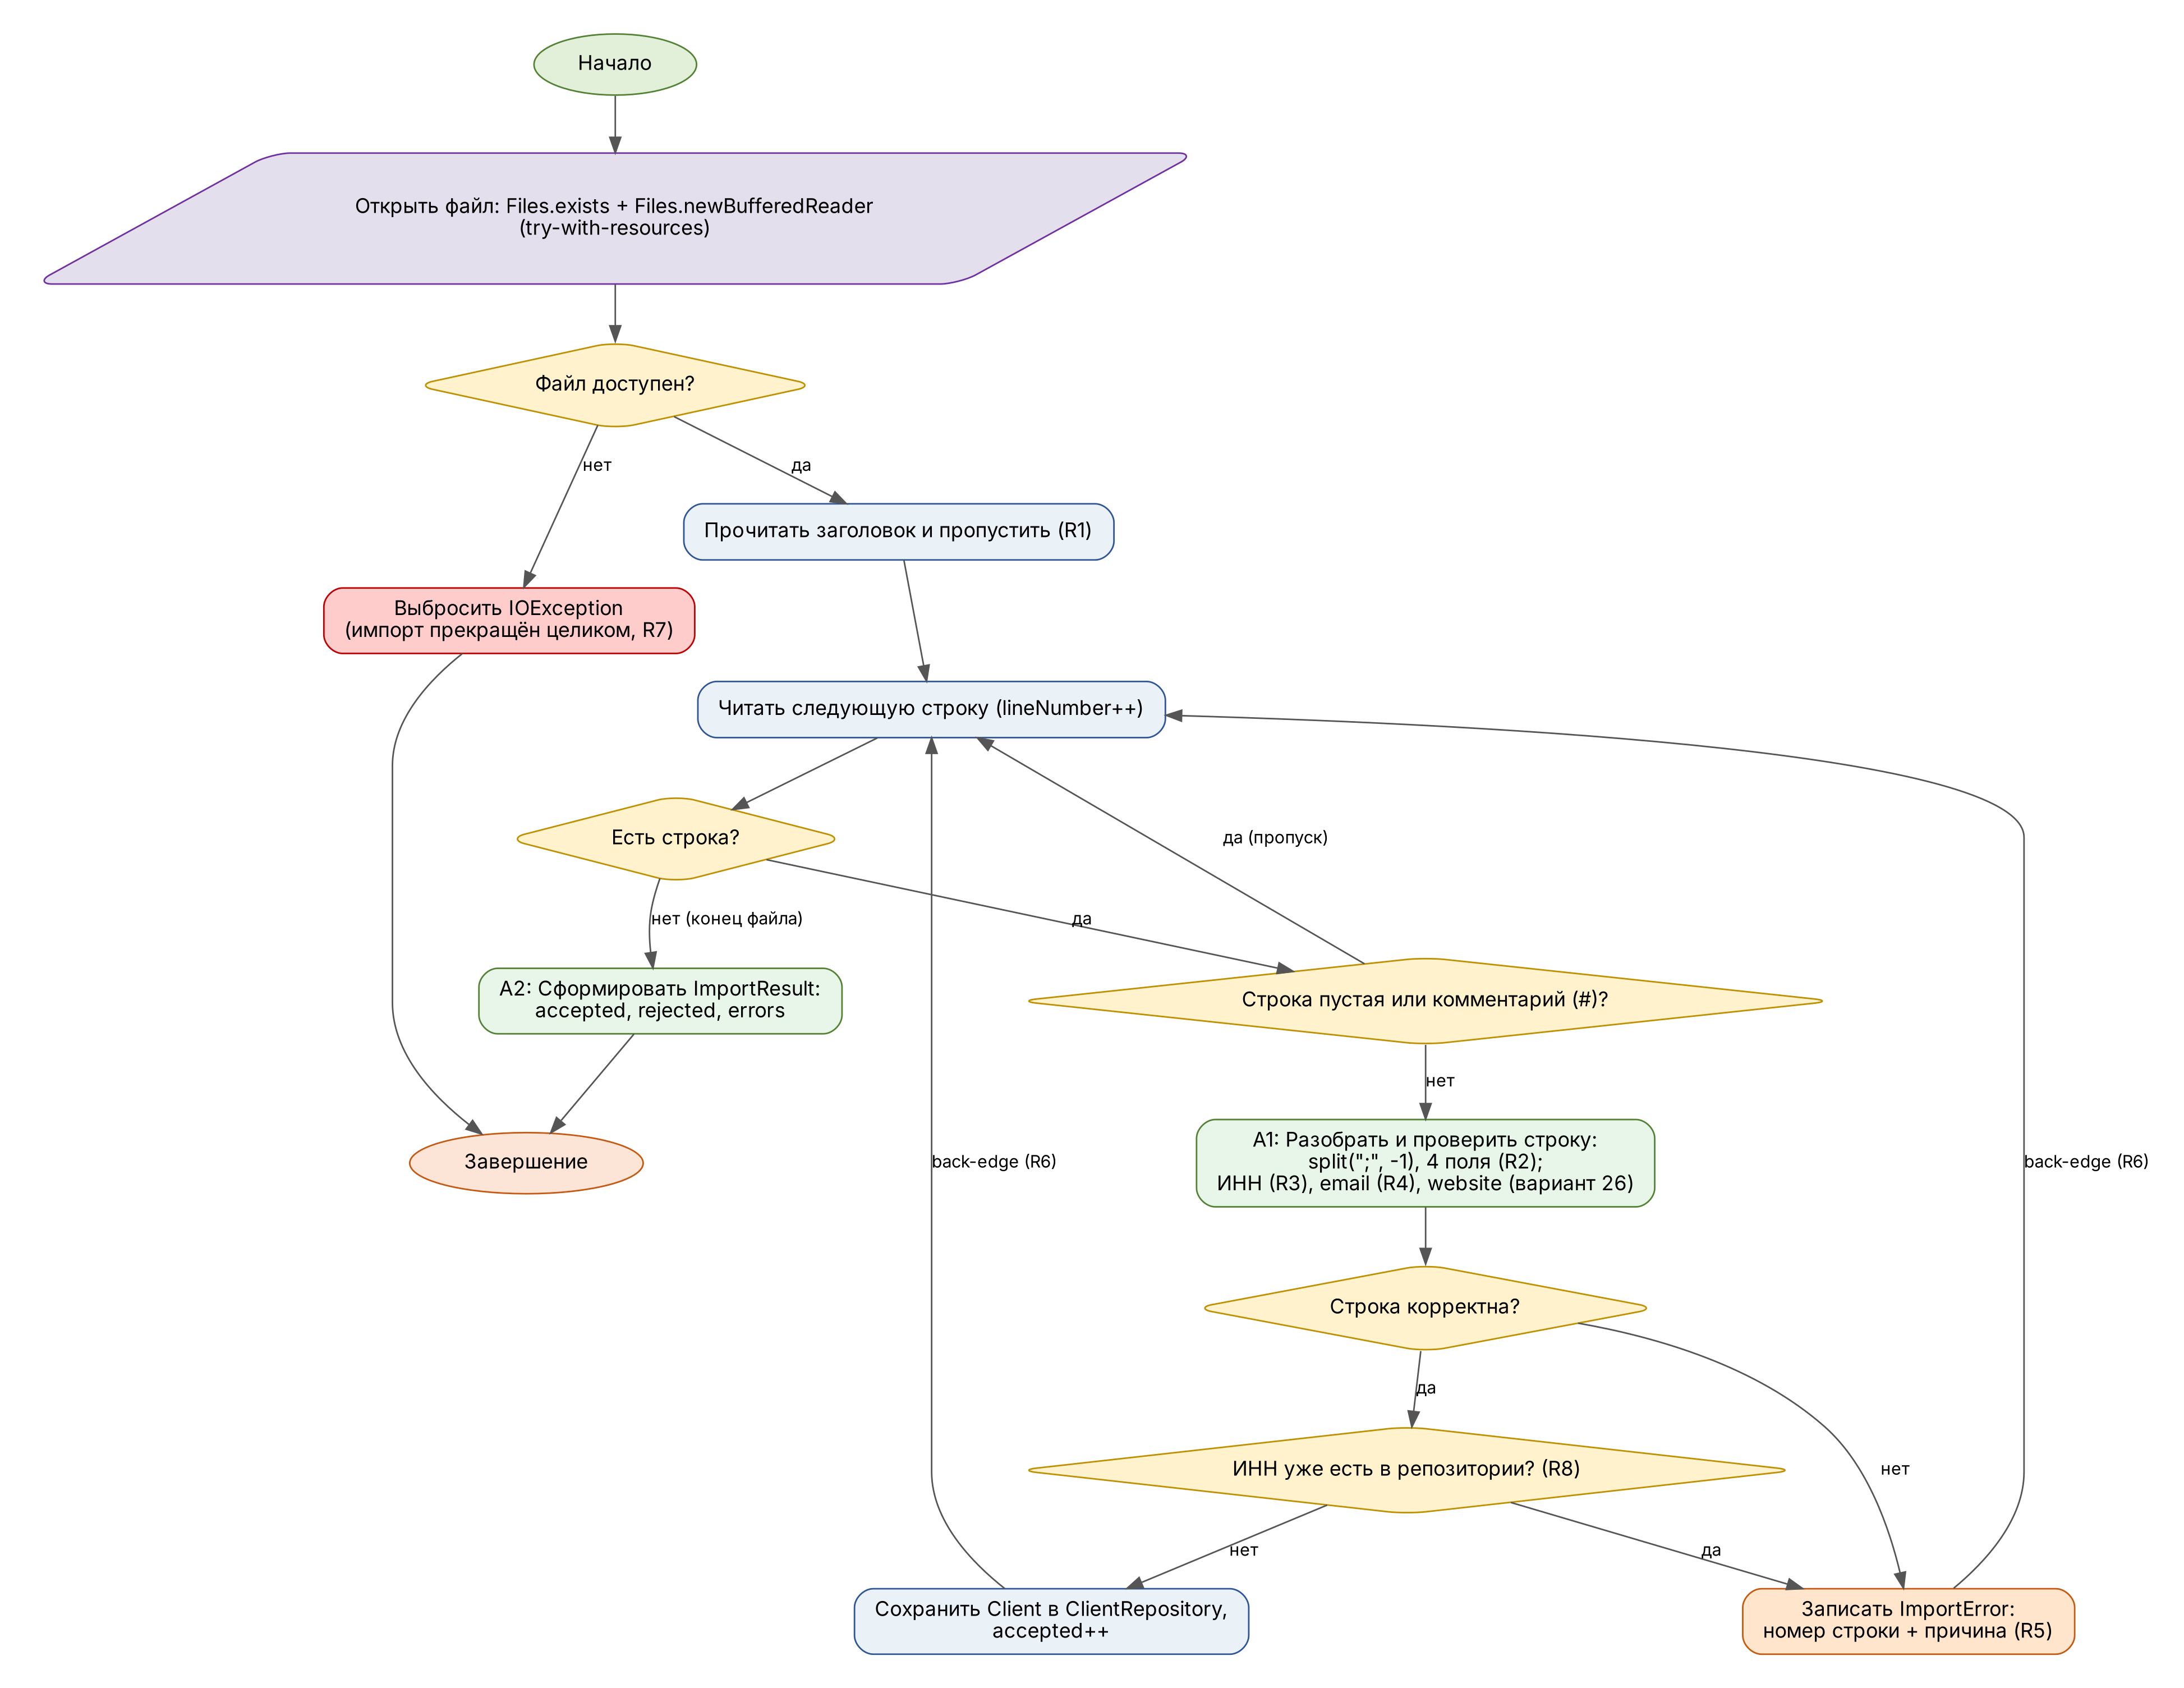 Начало
Открыть файл: Files.exists + Files.newBufferedReader
(try-with-resources)
Файл доступен?
нет
да
Прочитать заголовок и пропустить (R1)
Выбросить IOException
(импорт прекращён целиком, R7)
Читать следующую строку (lineNumber++)
Есть строка?
да (пропуск)
нет (конец файла)
да
A2: Сформировать ImportResult:
accepted, rejected, errors
Строка пустая или комментарий (#)?
нет
A1: Разобрать и проверить строку:
split(";", -1), 4 поля (R2);
ИНН (R3), email (R4), website (вариант 26)
Завершение
back-edge (R6)
back-edge (R6)
Строка корректна?
да
нет
ИНН уже есть в репозитории? (R8)
нет
да
Сохранить Client в ClientRepository,
accepted++
Записать ImportError:
номер строки + причина (R5)